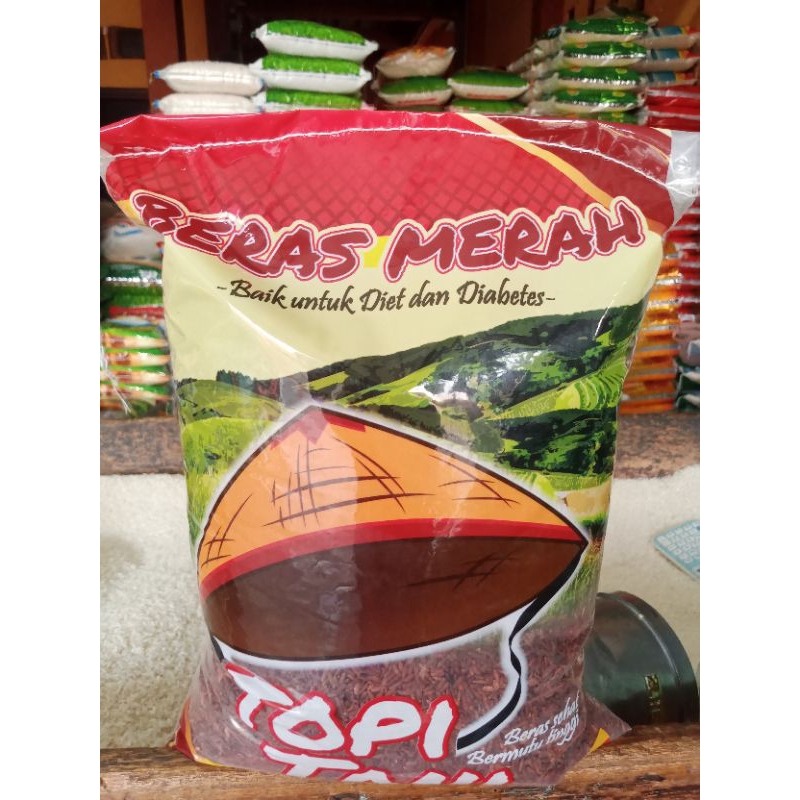 BERAS MERAH
-Baik untuk Diet dan Diabetes-
TOPI
Beras sehat
Bermutu tinggi